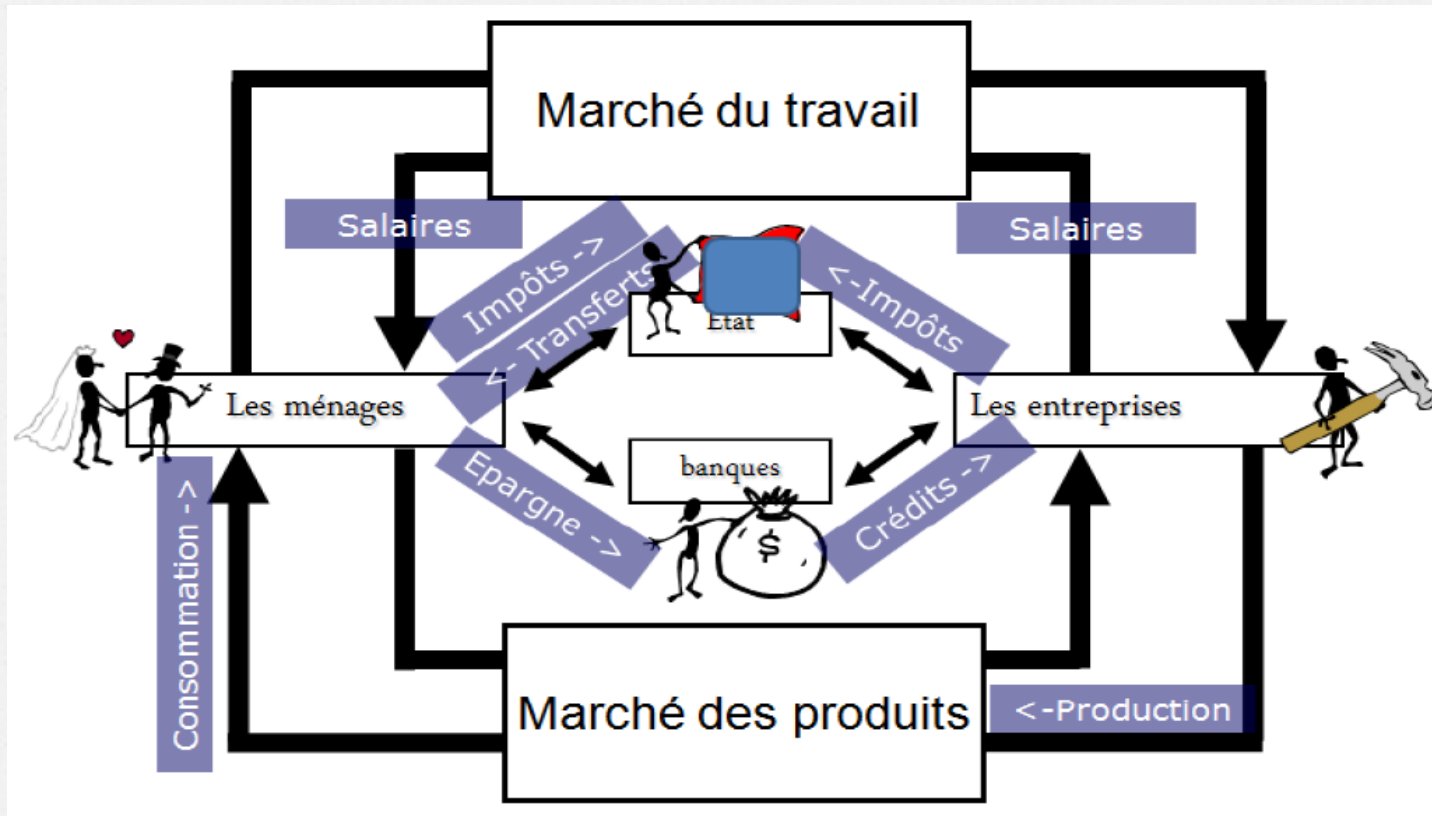 Marché du travail
Salaires
Salaires
Impôts ->
<- Transferts
<-Impôts
Etat
Les ménages
Les entreprises
banques
Epargne ->
Crédits ->
$
Consommation ->
Marché des produits
<-Production